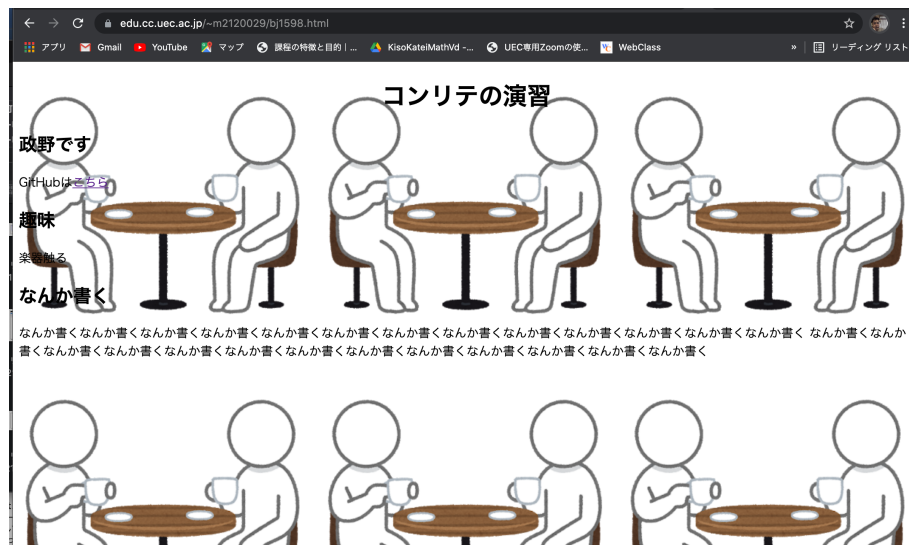 edu.cc.uec.ac.jp/~m2120029/bj1598.html
アプリ Gmail YouTube マップ 課程の特徴と目的 | ... KisoKateiMathVd -... UEC専用Zoomの使... WebClass » リーディング リスト
コンリテの演習
政野です
GitHubはこちら
趣味
楽器触る
なんか書く
なんか書くなんか書くなんか書くなんか書くなんか書くなんか書くなんか書くなんか書くなんか書くなんか書くなんか書くなんか書くなんか書く なんか書くなんか
書くなんか書くなんか書くなんか書くなんか書くなんか書くなんか書くなんか書くなんか書くなんか書くなんか書くなんか書く